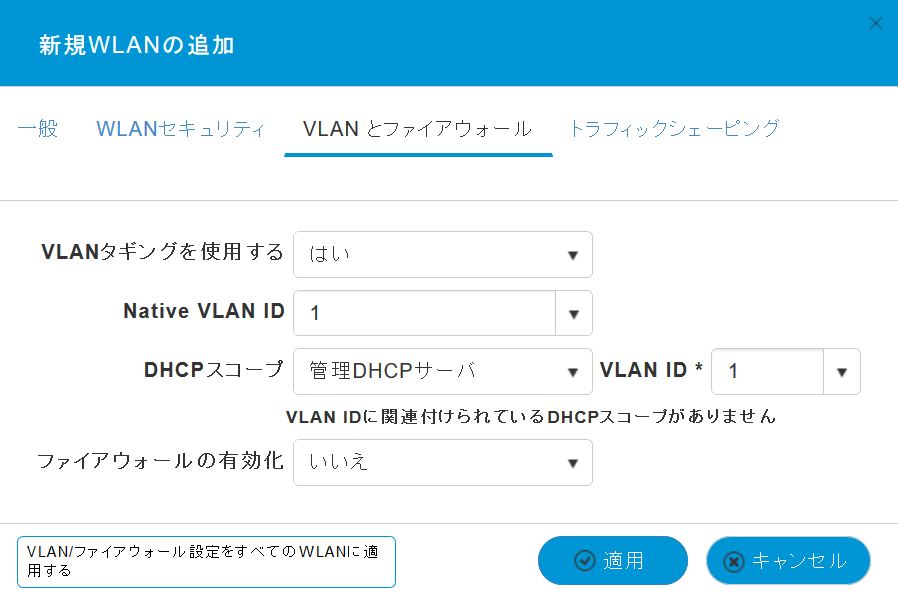 新規WLANの追加
一般 WLANセキュリティ VLAN とファイアウォール トラフィックシェーピング
VLANタギングを使用する はい
Native VLAN ID 1
DHCPスコープ 管理DHCPサーバ VLAN ID * 1
VLAN IDに関連付けられているDHCPスコープがありません
ファイアウォールの有効化 いいえ
VLAN/ファイアウォール設定をすべてのWLANに適
用する
適用 キャンセル